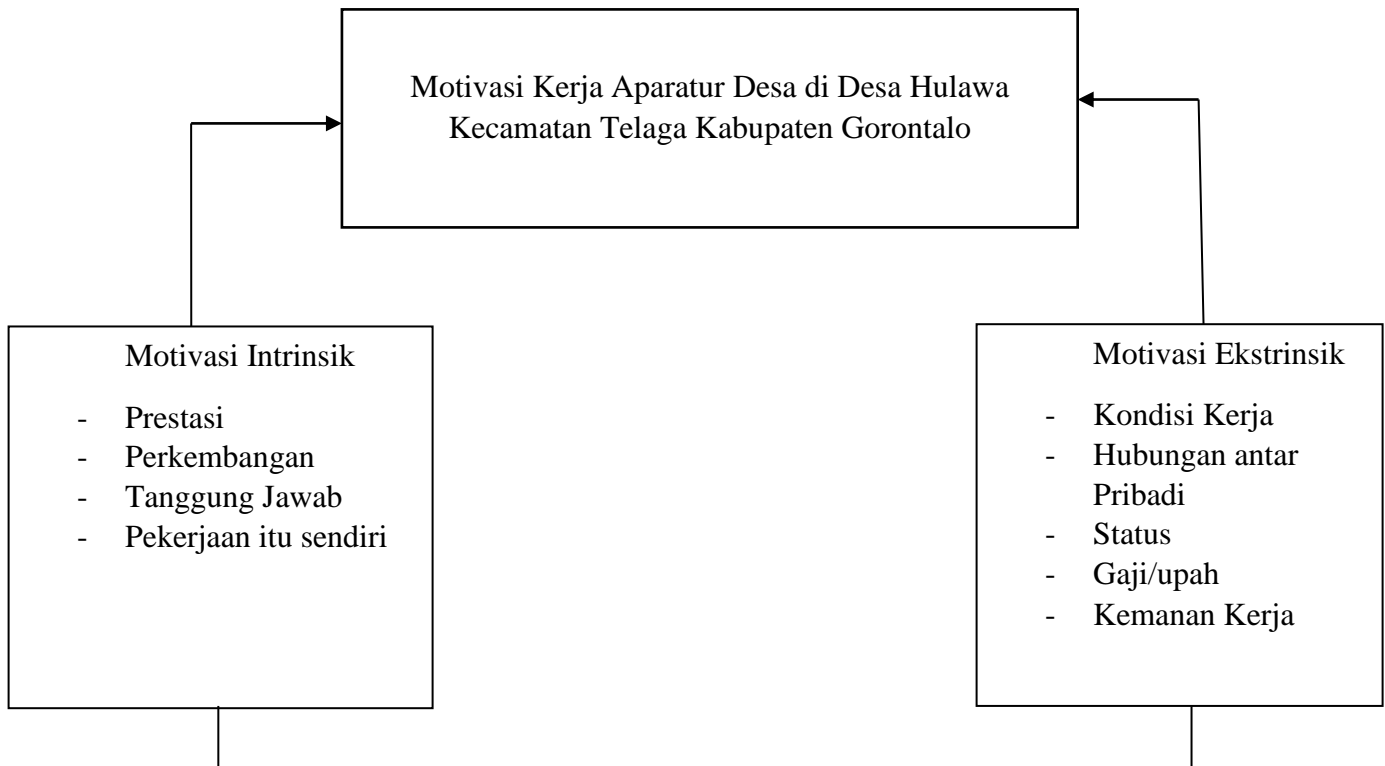 Motivasi Kerja Aparatur Desa di Desa Hulawa
Kecamatan Telaga Kabupaten Gorontalo
Motivasi Intrinsik
- Prestasi
- Perkembangan
- Tanggung Jawab
- Pekerjaan itu sendiri
Motivasi Ekstrinsik
- Kondisi Kerja
- Hubungan antar
Pribadi
- Status
- Gaji/upah
- Kemanan Kerja